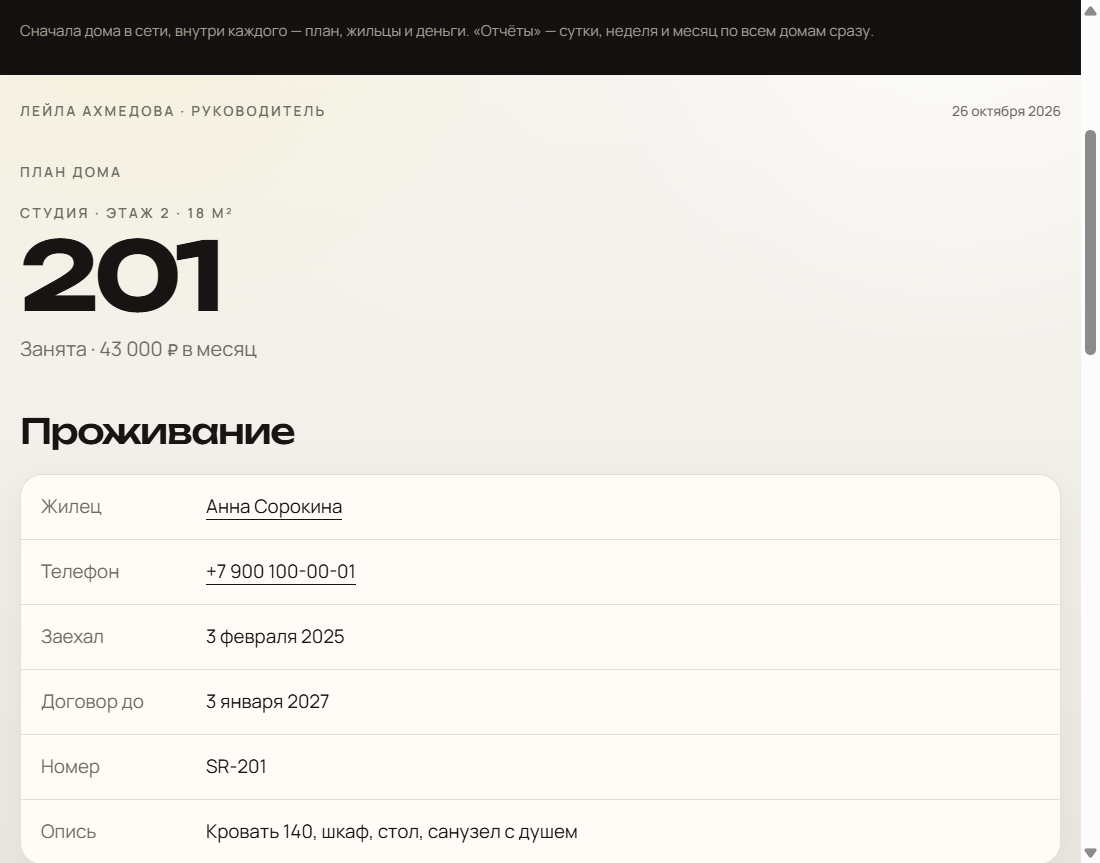 Сначала дома в сети, внутри каждого — план, жильцы и деньги. «Отчёты» — сутки, неделя и месяц по всем домам сразу.
ЛЕЙЛА АХМЕДОВА · РУКОВОДИТЕЛЬ
26 октября 2026
ПЛАН ДОМА
СТУДИЯ · ЭТАЖ 2 · 18 М²
201
Занята · 43 000 ₽ в месяц
Проживание
Жилец Анна Сорокина
Телефон +7 900 100-00-01
Заехал 3 февраля 2025
Договор до 3 января 2027
Номер SR-201
Опись Кровать 140, шкаф, стол, санузел с душем